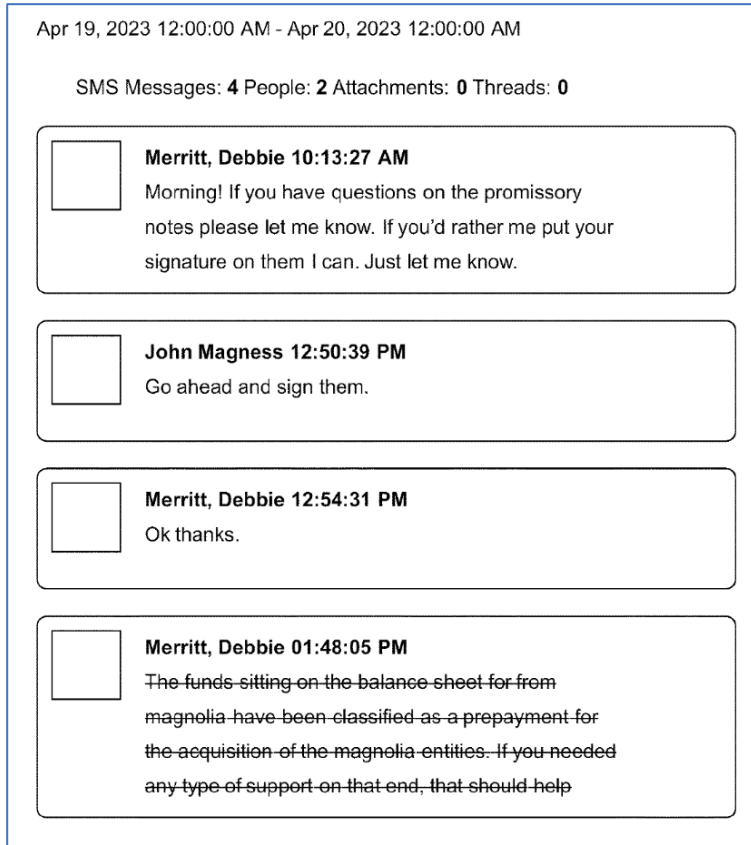 Apr 19, 2023 12:00:00 AM - Apr 20, 2023 12:00:00 AM
SMS Messages: 4 People: 2 Attachments: 0 Threads: 0
Merritt, Debbie 10:13:27 AM
Morning! If you have questions on the promissory
notes please let me know. If you'd rather me put your
signature on them I can. Just let me know.
John Magness 12:50:39 PM
Go ahead and sign them.
Merritt, Debbie 12:54:31 PM
Ok thanks.
Merritt, Debbie 01:48:05 PM
The funds sitting on the balance sheet for from
magnolia have been classified as a prepayment for
the acquisition of the magnolia entities. If you needed
any type of support on that end, that should help